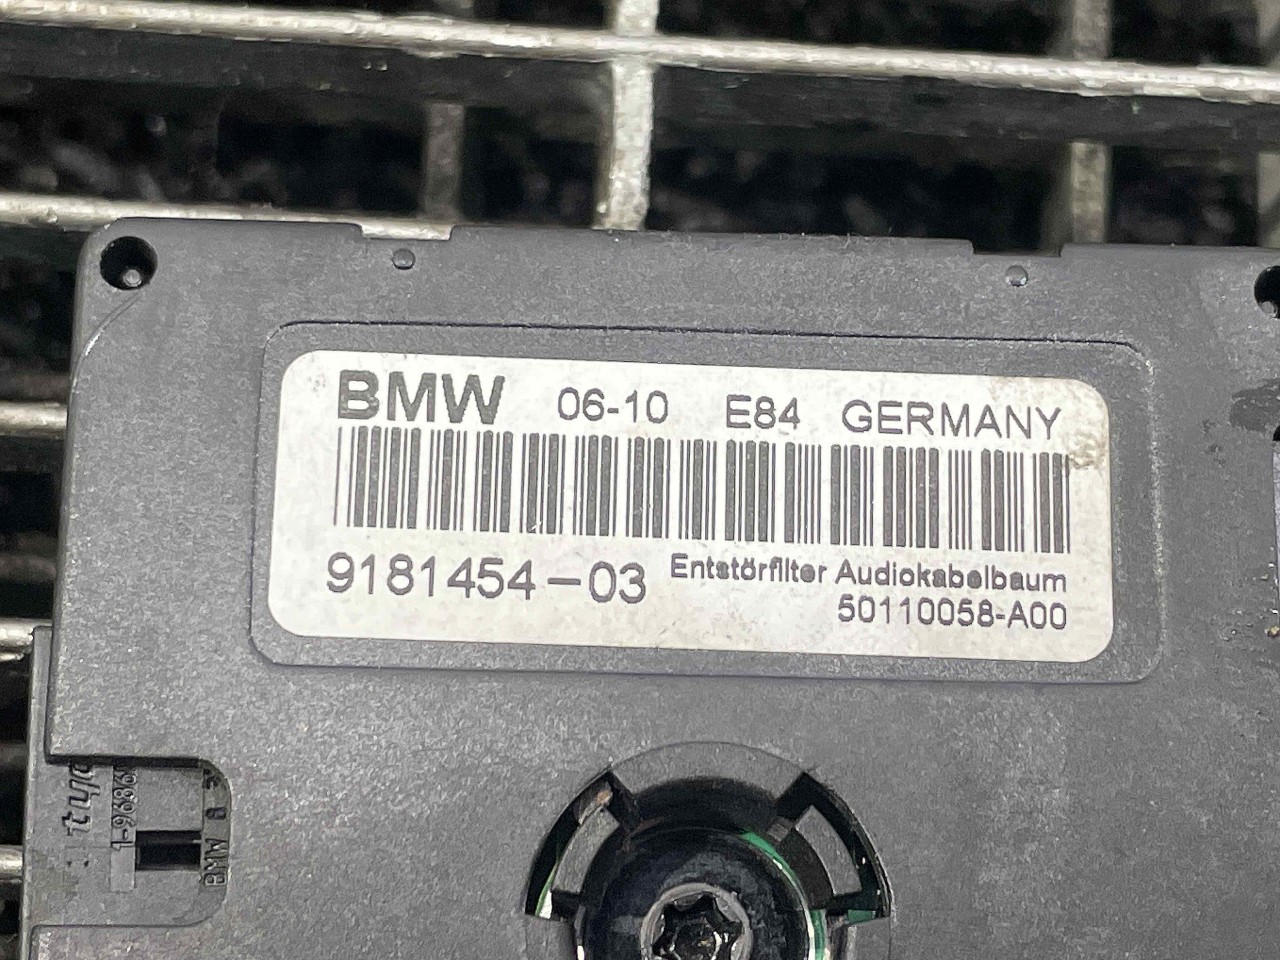 BMW 06-10 E84 GERMANY
9181454-03 Entstörfilter Audiokabelbaum
50110058-A00